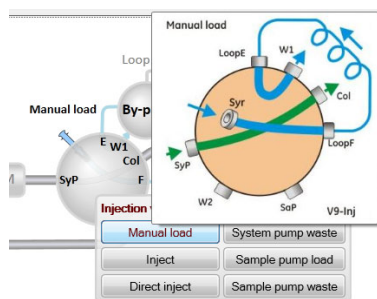 Manual load
LoopE
W1
Syr
Col
SyP
LoopF
W2
SaP
V9-Inj
Loop
Manual load
By-p
E
W1
Col
SyP
F
M
Injection v
Manual load
System pump waste
Inject
Sample pump load
Direct inject
Sample pump waste